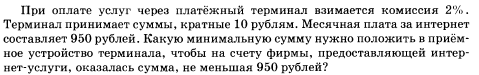 При оплате услуг через платёжный терминал взимается комиссия 2%.
Терминал принимает суммы, кратные 10 рублям. Месячная плата за интернет
составляет 950 рублей. Какую минимальную сумму нужно положить в приём-
ное устройство терминала, чтобы на счету фирмы, предоставляющей интер-
нет-услуги, оказалась сумма, не меньшая 950 рублей?